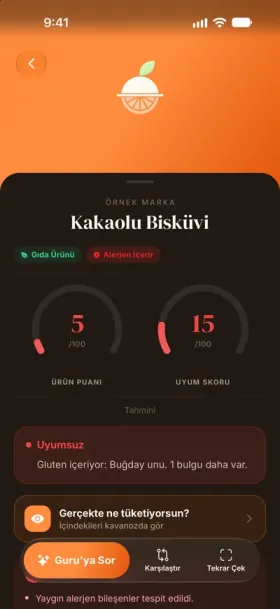 9:41
ÖRNEK MARKA
Kakaolu Bisküvi
Gıda Ürünü
Alerjen İçerir
5
/100
ÜRÜN PUANI
15
/100
UYUM SKORU
Tahmini
Uyumsuz
Gluten içeriyor: Buğday unu. 1 bulgu daha var.
Gerçekte ne tüketiyorsun?
İçindekileri kavanozda gör
Guru'ya Sor
Karşılaştır
Tekrar Çek
Yaygın alerjen bileşenler tespit edildi.